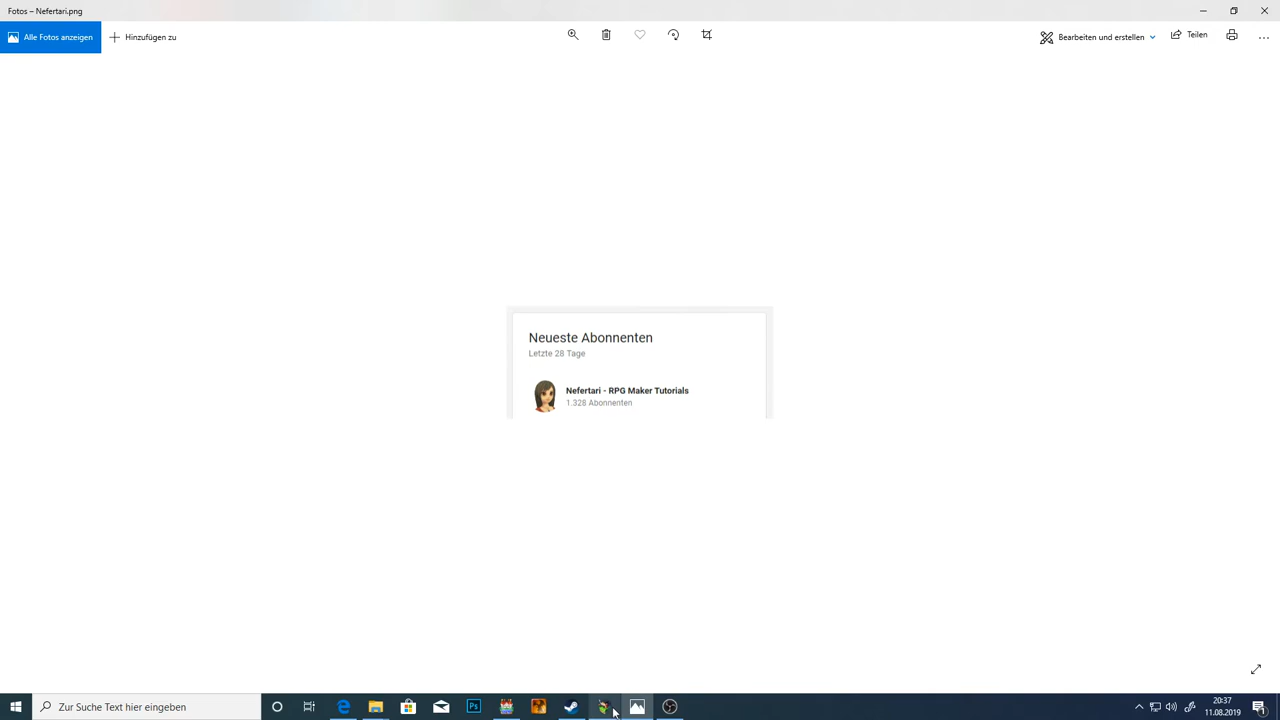 Fotos – Nefertari.png
Alle Fotos anzeigen
Hinzufügen zu
Bearbeiten und erstellen
Teilen
Neueste Abonnenten
Letzte 28 Tage
Nefertari - RPG Maker Tutorials
1.328 Abonnenten
Zur Suche Text hier eingeben
Ps
20:37
11.08.2019